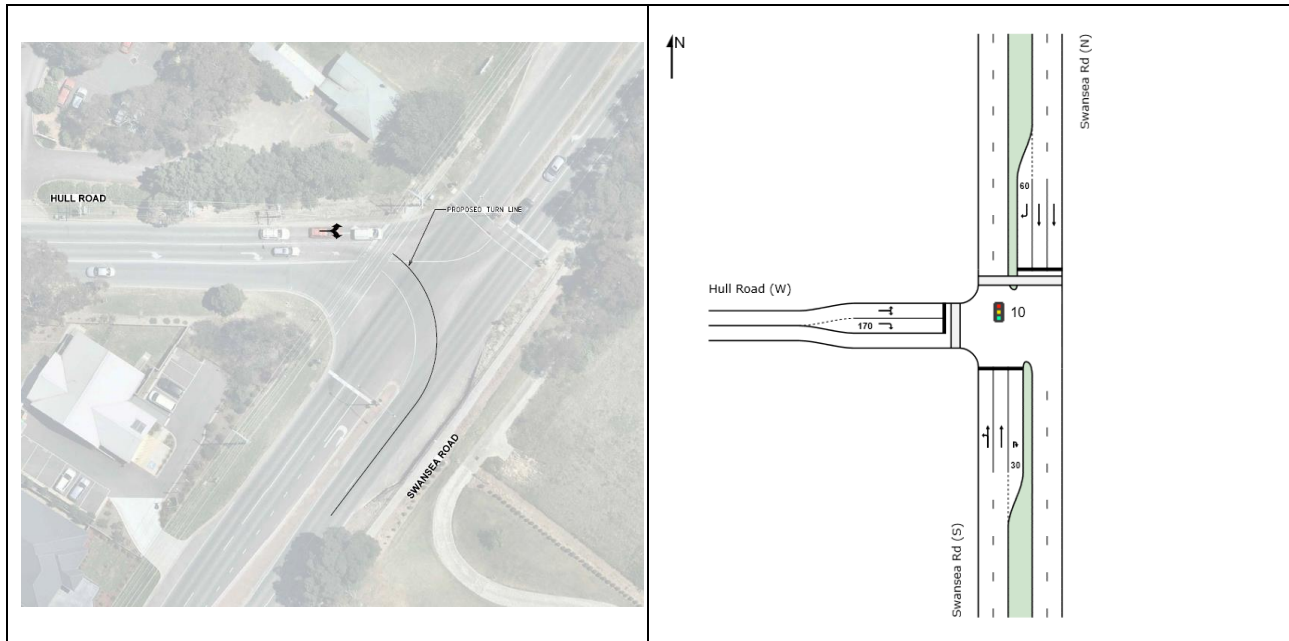 HULL ROAD
PROPOSED TURN LINE
SWANSEA ROAD
N
Swansea Rd (N)
60
Hull Road (W)
170
10
30
Swansea Rd (S)